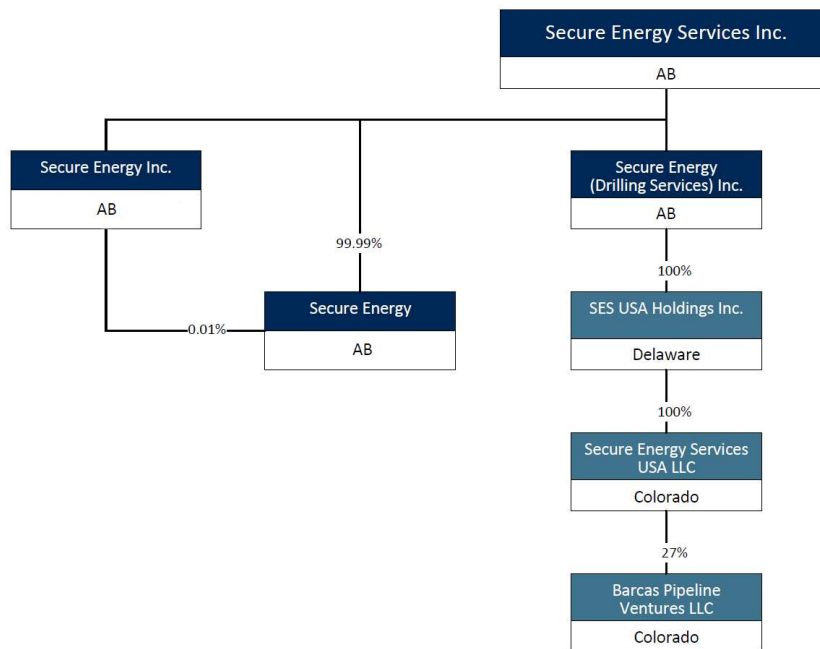 Secure Energy Services Inc.
AB
Secure Energy Inc.
AB
Secure Energy
(Drilling Services) Inc.
AB
99.99%
100%
0.01%
Secure Energy
AB
SES USA Holdings Inc.
Delaware
100%
Secure Energy Services
USA LLC
Colorado
27%
Barcas Pipeline
Ventures LLC
Colorado